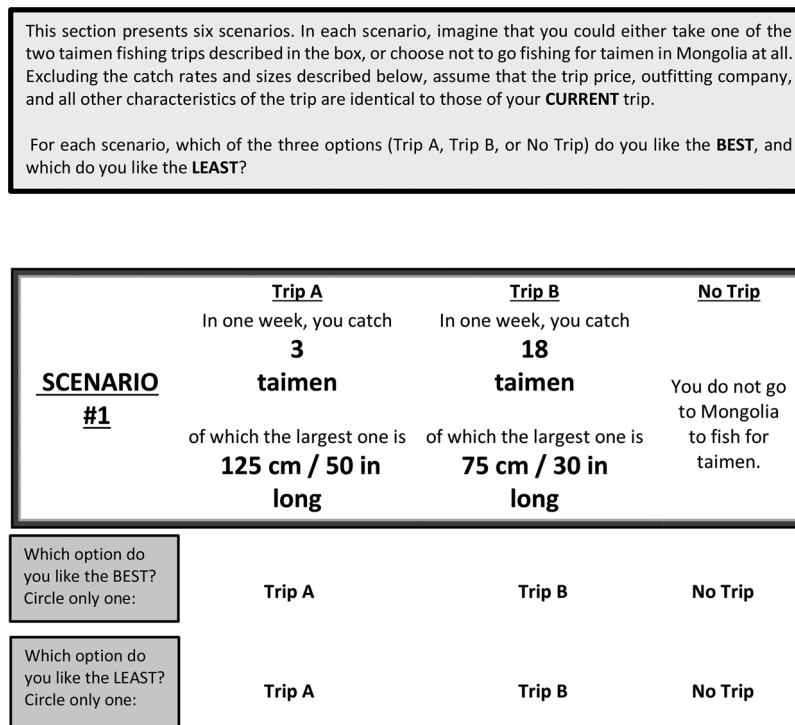 This section presents six scenarios. In each scenario, imagine that you could either take one of the
two taimen fishing trips described in the box, or choose not to go fishing for taimen in Mongolia at all.
Excluding the catch rates and sizes described below, assume that the trip price, outfitting company,
and all other characteristics of the trip are identical to those of your CURRENT trip.
For each scenario, which of the three options (Trip A, Trip B, or No Trip) do you like the BEST, and
which do you like the LEAST?
SCENARIO
#1
Trip A
In one week, you catch
3
taimen
of which the largest one is
125 cm / 50 in
long
Trip B
In one week, you catch
18
taimen
of which the largest one is
75 cm / 30 in
long
No Trip
You do not go
to Mongolia
to fish for
taimen.
Which option do
you like the BEST?
Circle only one:
Trip A
Trip B
No Trip
Which option do
you like the LEAST?
Circle only one:
Trip A
Trip B
No Trip